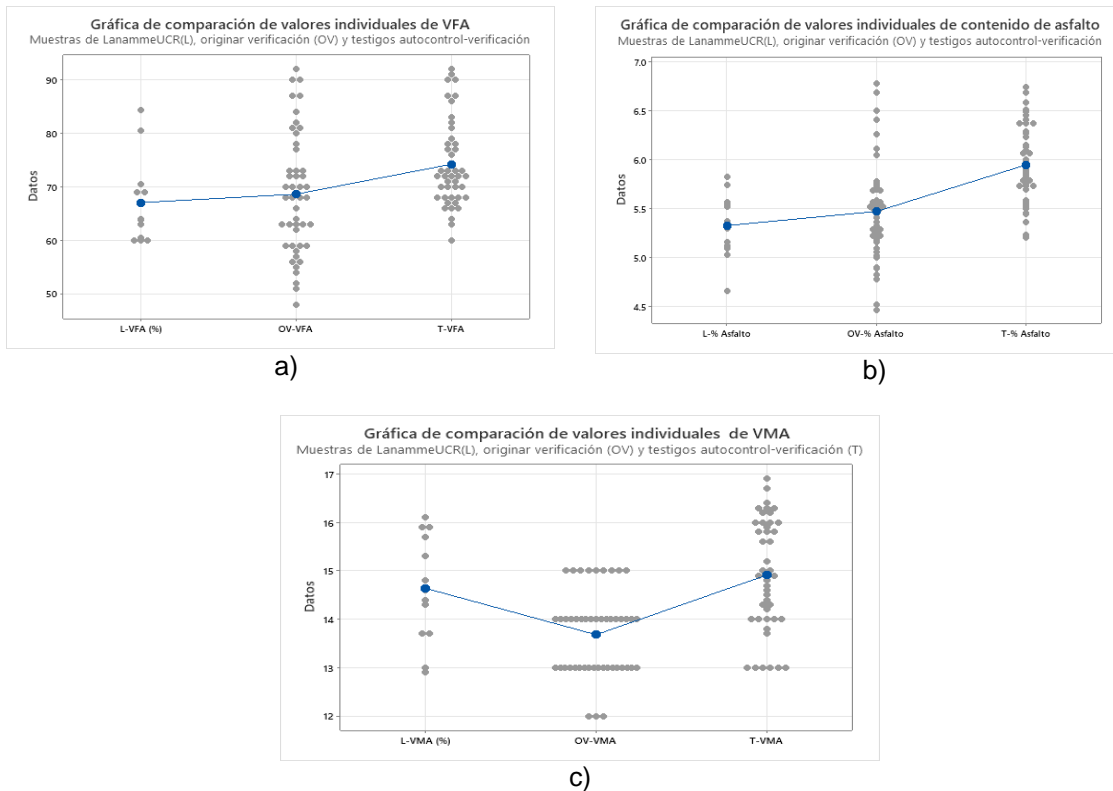 Gráfica de comparación de valores individuales de VFA
Muestras de LanammeUCR(L), originar verificación (OV) y testigos autocontrol-verificación
Datos
90
80
70
60
50
L-VFA (%)
OV-VFA
T-VFA
a)
Gráfica de comparación de valores individuales de contenido de asfalto
Muestras de LanammeUCR(L), originar verificación (OV) y testigos autocontrol-verificación
Datos
7.0
6.5
6.0
5.5
5.0
4.5
L-% Asfalto
OV-% Asfalto
T-% Asfalto
b)
Gráfica de comparación de valores individuales de VMA
Muestras de LanammeUCR(L), originar verificación (OV) y testigos autocontrol-verificación (T)
Datos
17
16
15
14
13
12
L-VMA (%)
OV-VMA
T-VMA
c)